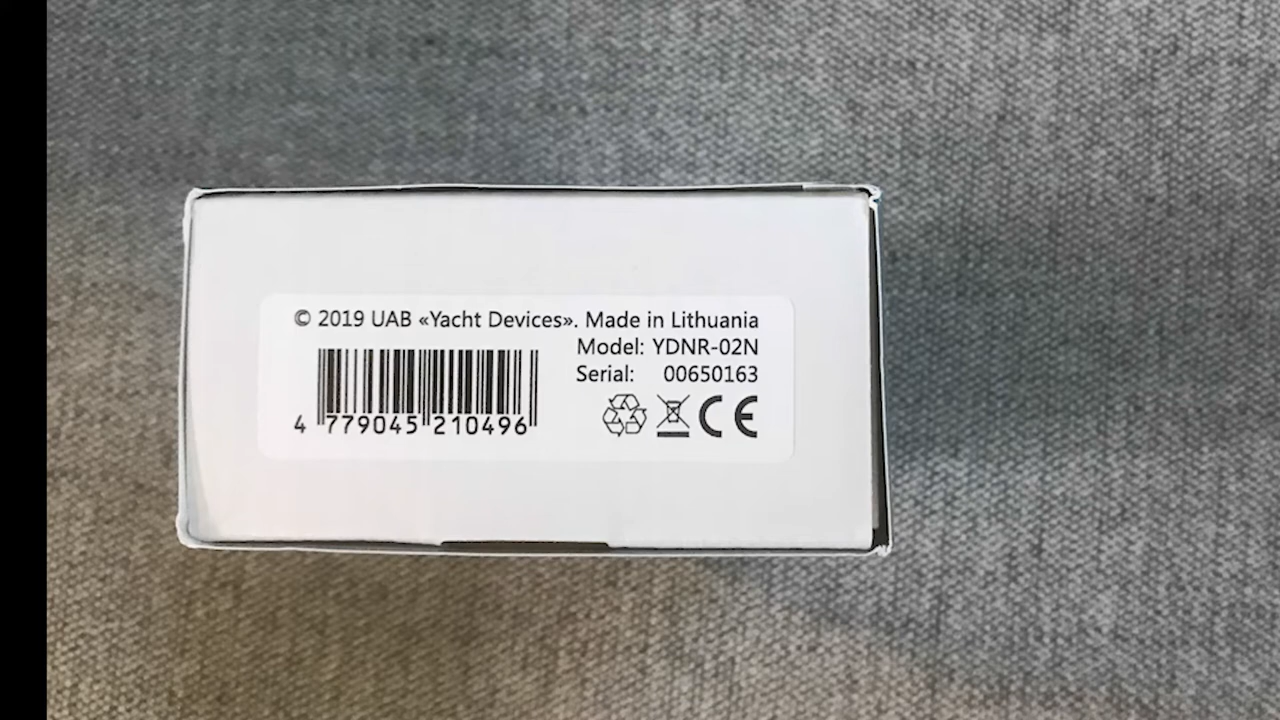 © 2019 UAB «Yacht Devices». Made in Lithuania
Model: YDNR-02N
Serial: 00650163
4 779045 210496
CE